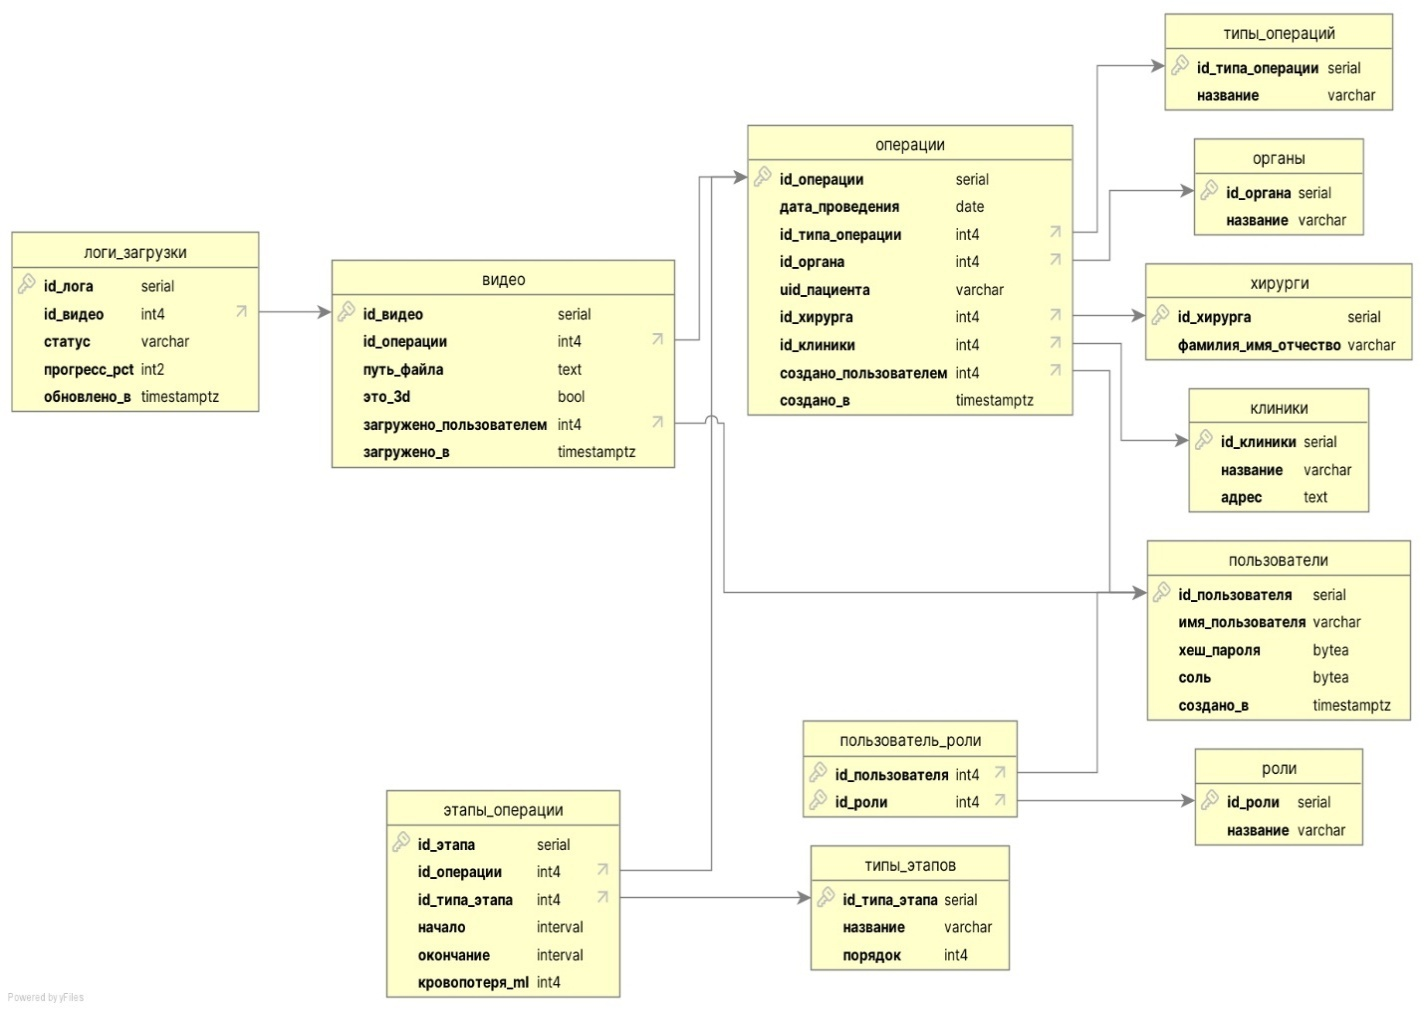 типы_операций
id_типа_операции serial
название varchar
операции
id_операции serial
дата_проведения date
id_типа_операции int4
id_органа int4
uid_пациента varchar
id_хирурга int4
id_клиники int4
создано_пользователем int4
создано_в timestamptz
органы
id_органа serial
название varchar
логи_загрузки
id_лога serial
id_видео int4
статус varchar
прогресс_pct int2
обновлено_в timestamptz
видео
id_видео serial
id_операции int4
путь_файла text
это_3d bool
загружено_пользователем int4
загружено_в timestamptz
хирурги
id_хирурга serial
фамилия_имя_отчество varchar
клиники
id_клиники serial
название varchar
адрес text
пользователи
id_пользователя serial
имя_пользователя varchar
хеш_пароля bytea
соль bytea
создано_в timestamptz
пользователь_роли
id_пользователя int4
id_роли int4
роли
id_роли serial
название varchar
этапы_операции
id_этапа serial
id_операции int4
id_типа_этапа int4
начало interval
окончание interval
кровопотеря_ml int4
типы_этапов
id_типа_этапа serial
название varchar
порядок int4
Powered by yFiles